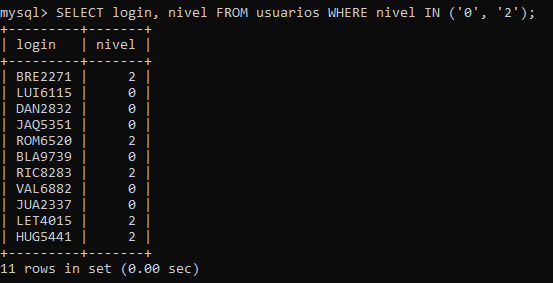 mysql> SELECT login, nivel FROM usuarios WHERE nivel IN ('0', '2');
+---------+-------+
| login   | nivel |
+---------+-------+
| BRE2271 |     2 |
| LUI6115 |     0 |
| DAN2832 |     0 |
| JAQ5351 |     0 |
| ROM6520 |     2 |
| BLA9739 |     0 |
| RIC8283 |     2 |
| VAL6882 |     0 |
| JUA2337 |     0 |
| LET4015 |     2 |
| HUG5441 |     2 |
+---------+-------+
11 rows in set (0.00 sec)